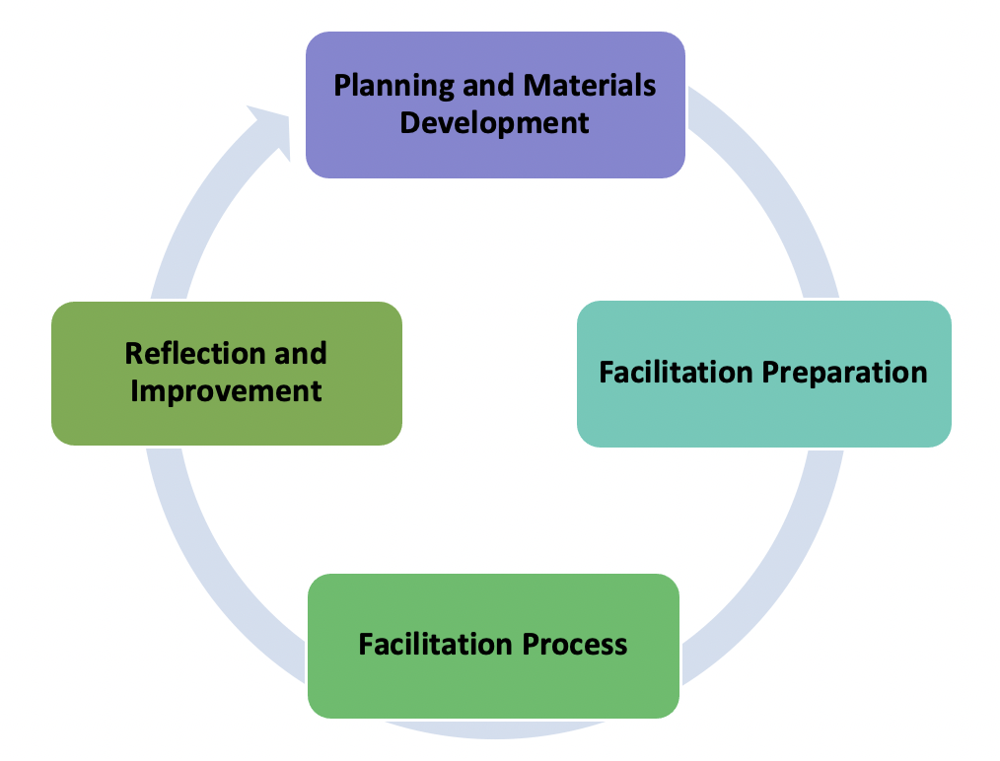 Planning and Materials
Development
Facilitation Preparation
Facilitation Process
Reflection and
Improvement